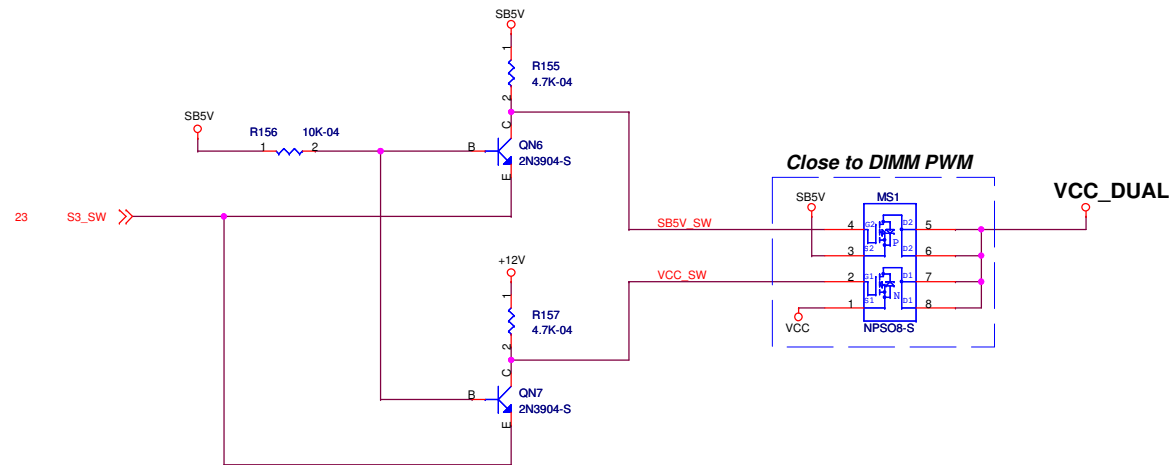 SB5V
1
R155
4.7K-04
2
SB5V
R156 10K-04
1 2
C
B
QN6
2N3904-S
E
23 S3_SW
Close to DIMM PWM
SB5V
MS1
VCC_DUAL
SB5V_SW
4 G2 D2 5
P
3 S2 D2 6
VCC_SW
2 G1 D1 7
N
1 S1 D1 8
VCC
NPSO8-S
+12V
1
R157
4.7K-04
2
C
B
QN7
2N3904-S
E